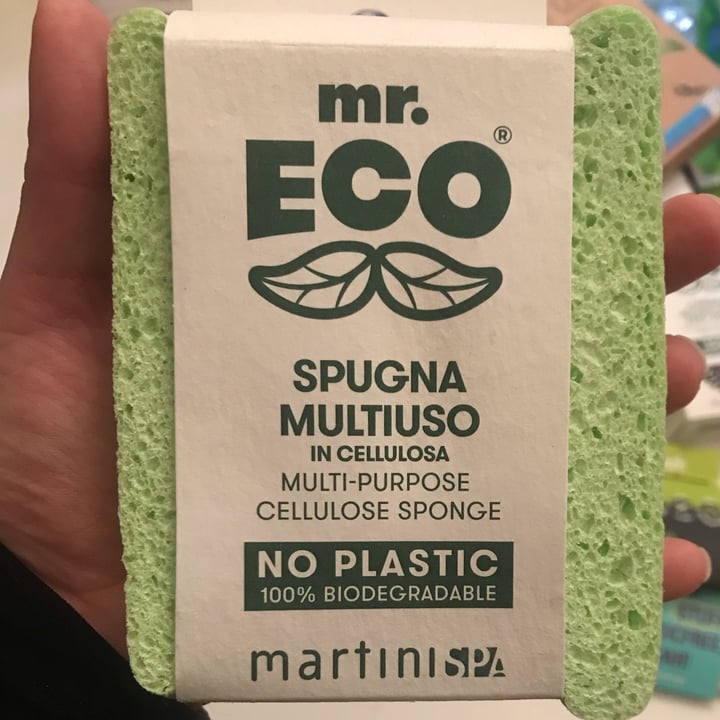 mr.
ECO®
SPUGNA
MULTIUSO
IN CELLULOSA
MULTI-PURPOSE
CELLULOSE SPONGE
NO PLASTIC
100% BIODEGRADABLE
martiniSPA